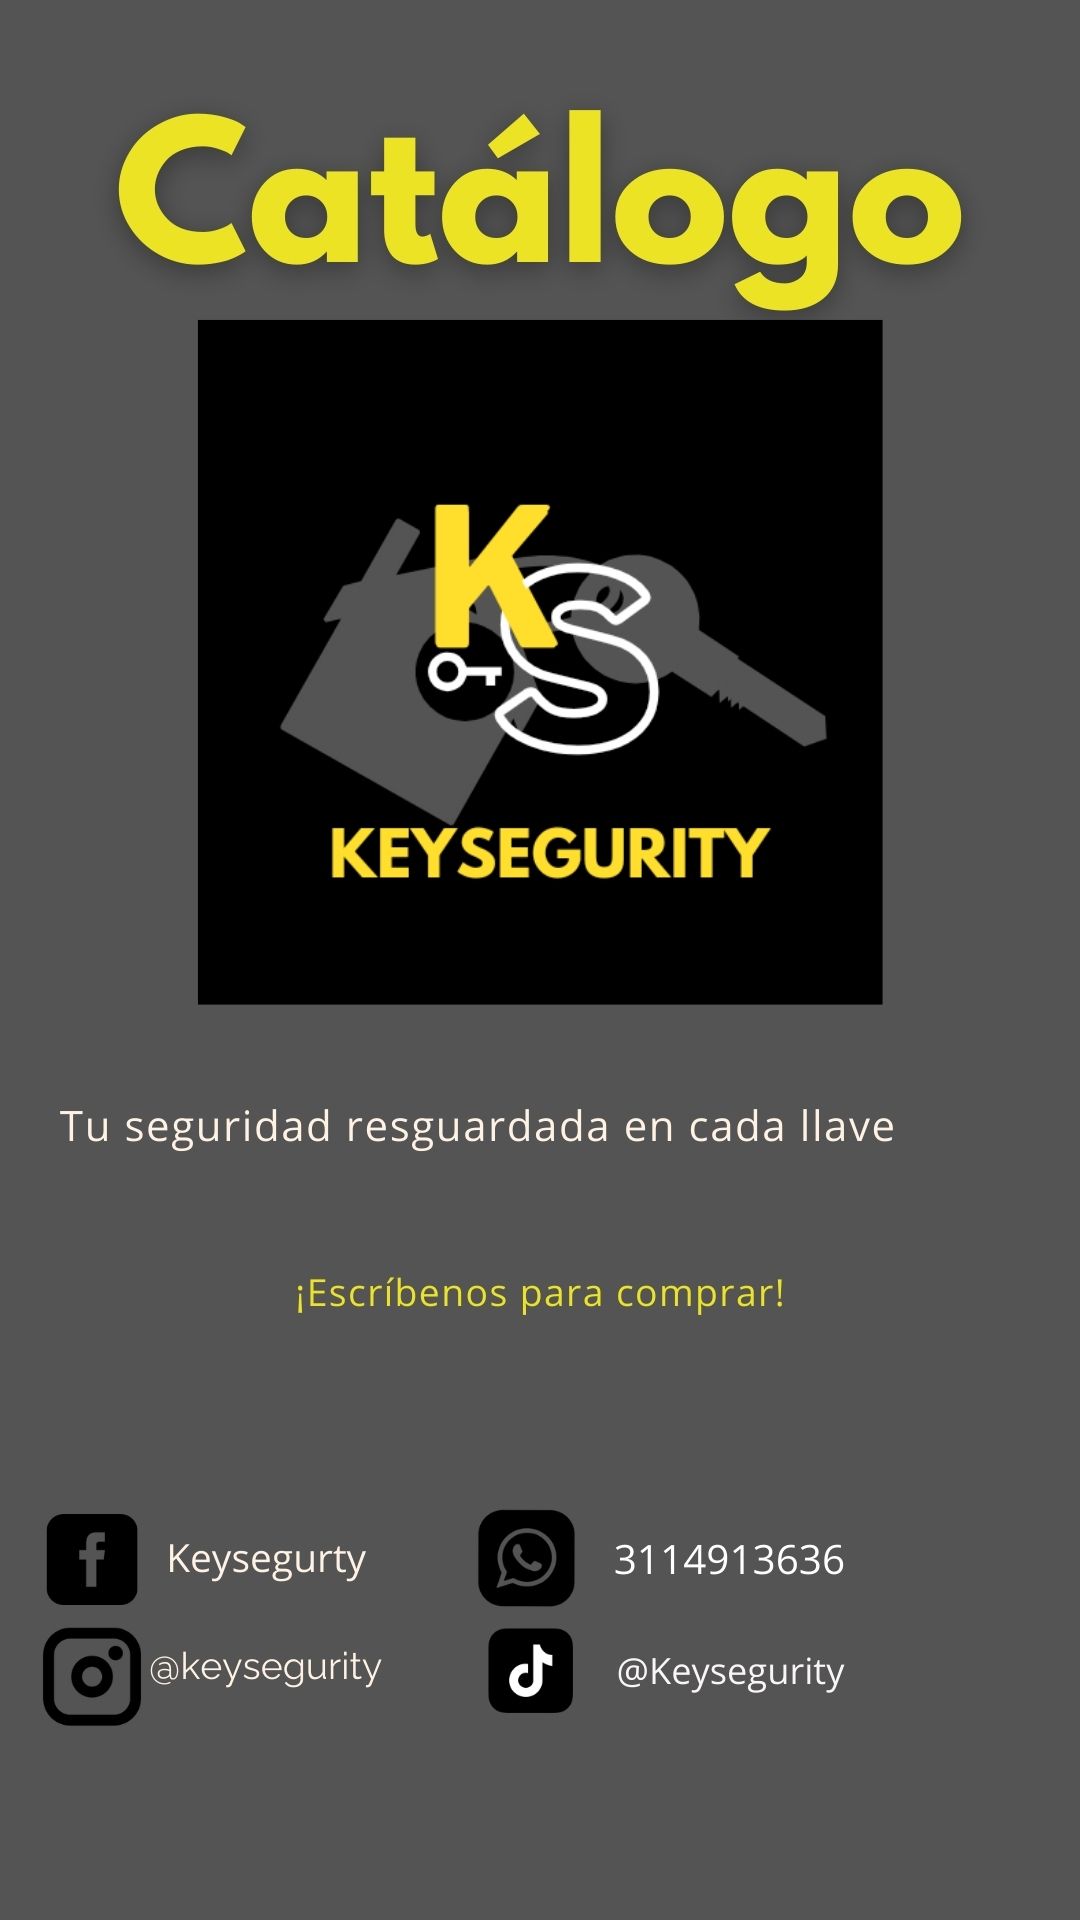 Catálogo
KS
KEYSEGURITY
Tu seguridad resguardada en cada llave
¡Escríbenos para comprar!
Keysegurty
3114913636
@keysegurity
@Keysegurity